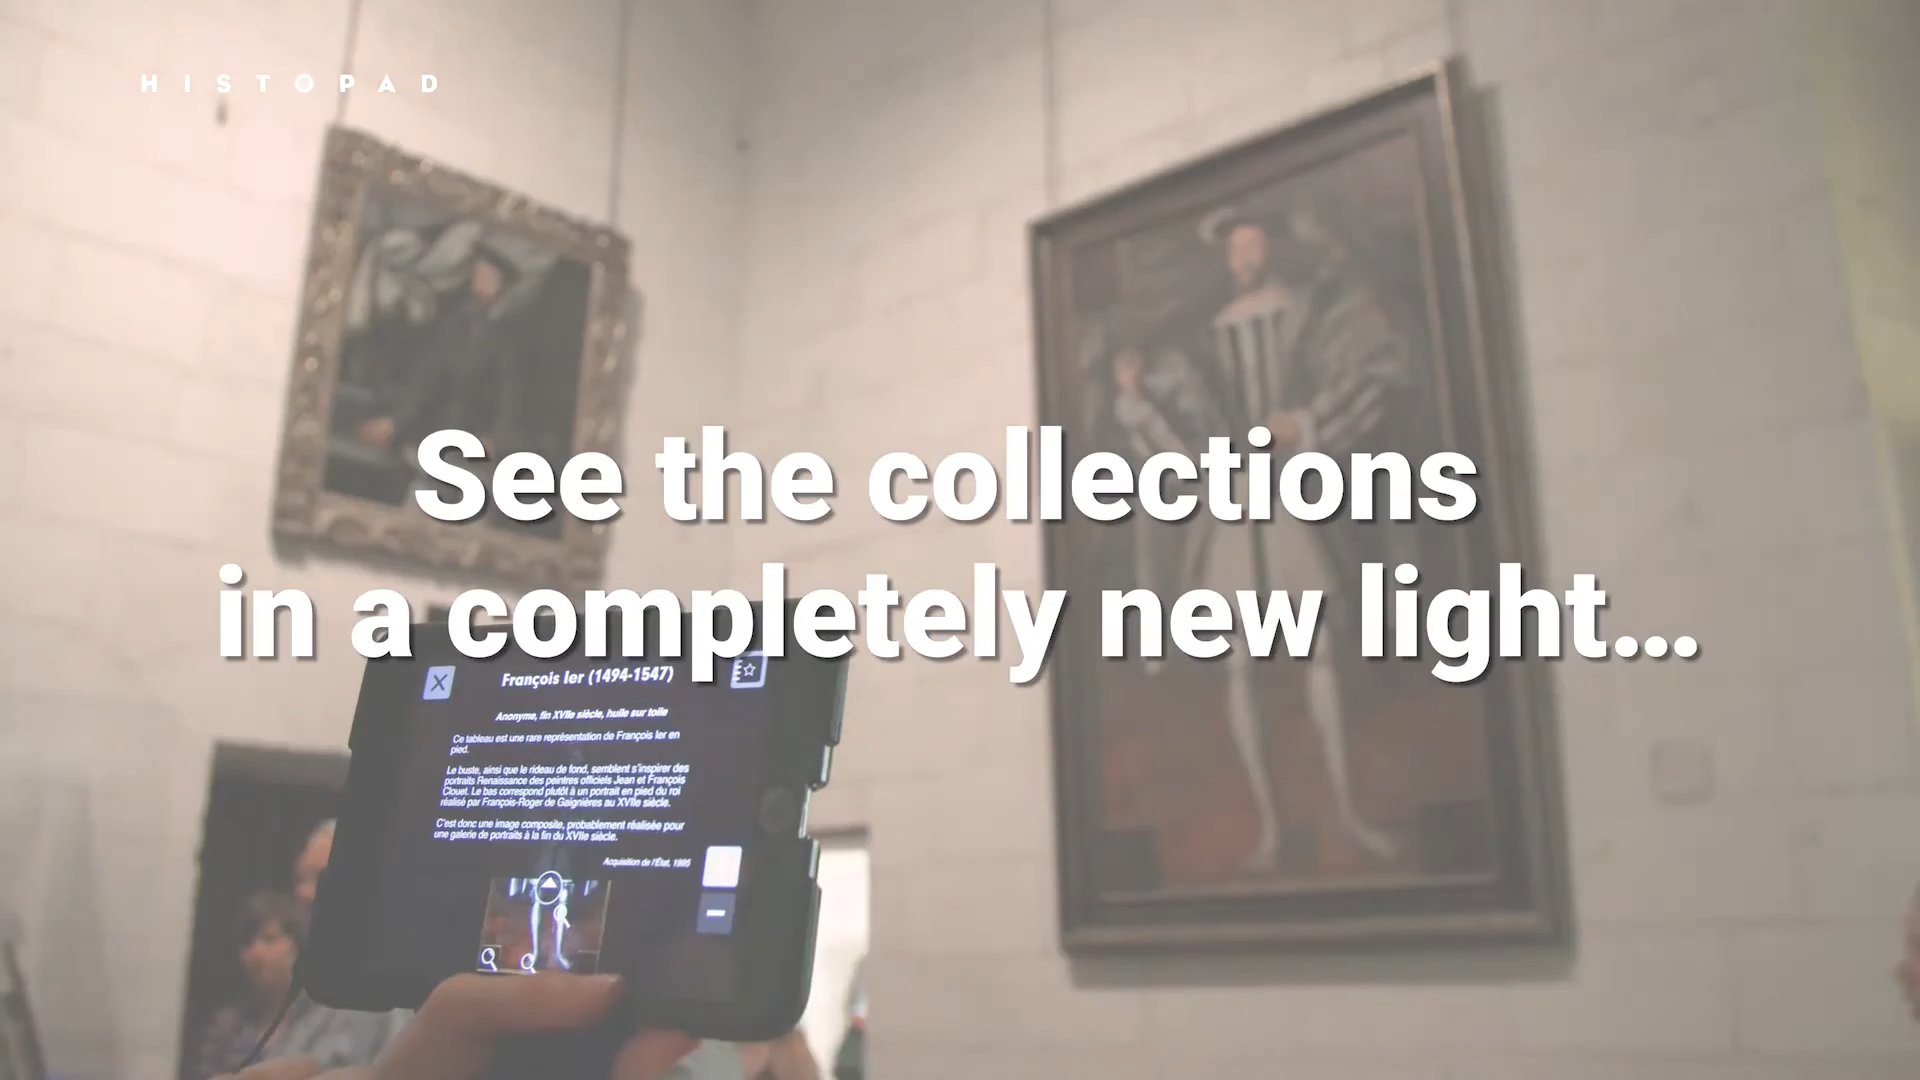 HISTOPAD
See the collections
in a completely new light...
François Ier (1494-1547)
Anonyme, fin XVIIe siècle, huile sur toile
Ce tableau est une rare représentation de François Ier en
pied.
Le buste, ainsi que le rideau de fond, semblent s'inspirer des
portraits Renaissance des peintres officiels Jean et François
Clouet. Le bas correspond plutôt à un portrait en pied du roi
réalisé par François-Roger de Gaignières au XVIIe siècle.
C'est donc une image composite, probablement réalisée pour
une galerie de portraits à la fin du XVIIe siècle.
Acquisition de l'État, 1995